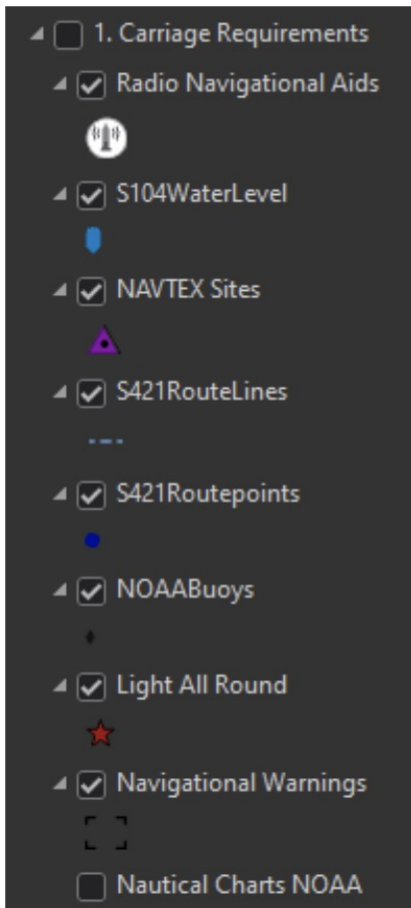 1. Carriage Requirements
Radio Navigational Aids
S104WaterLevel
NAVTEX Sites
S421RouteLines
S421Routepoints
NOAABuoys
Light All Round
Navigational Warnings
Nautical Charts NOAA